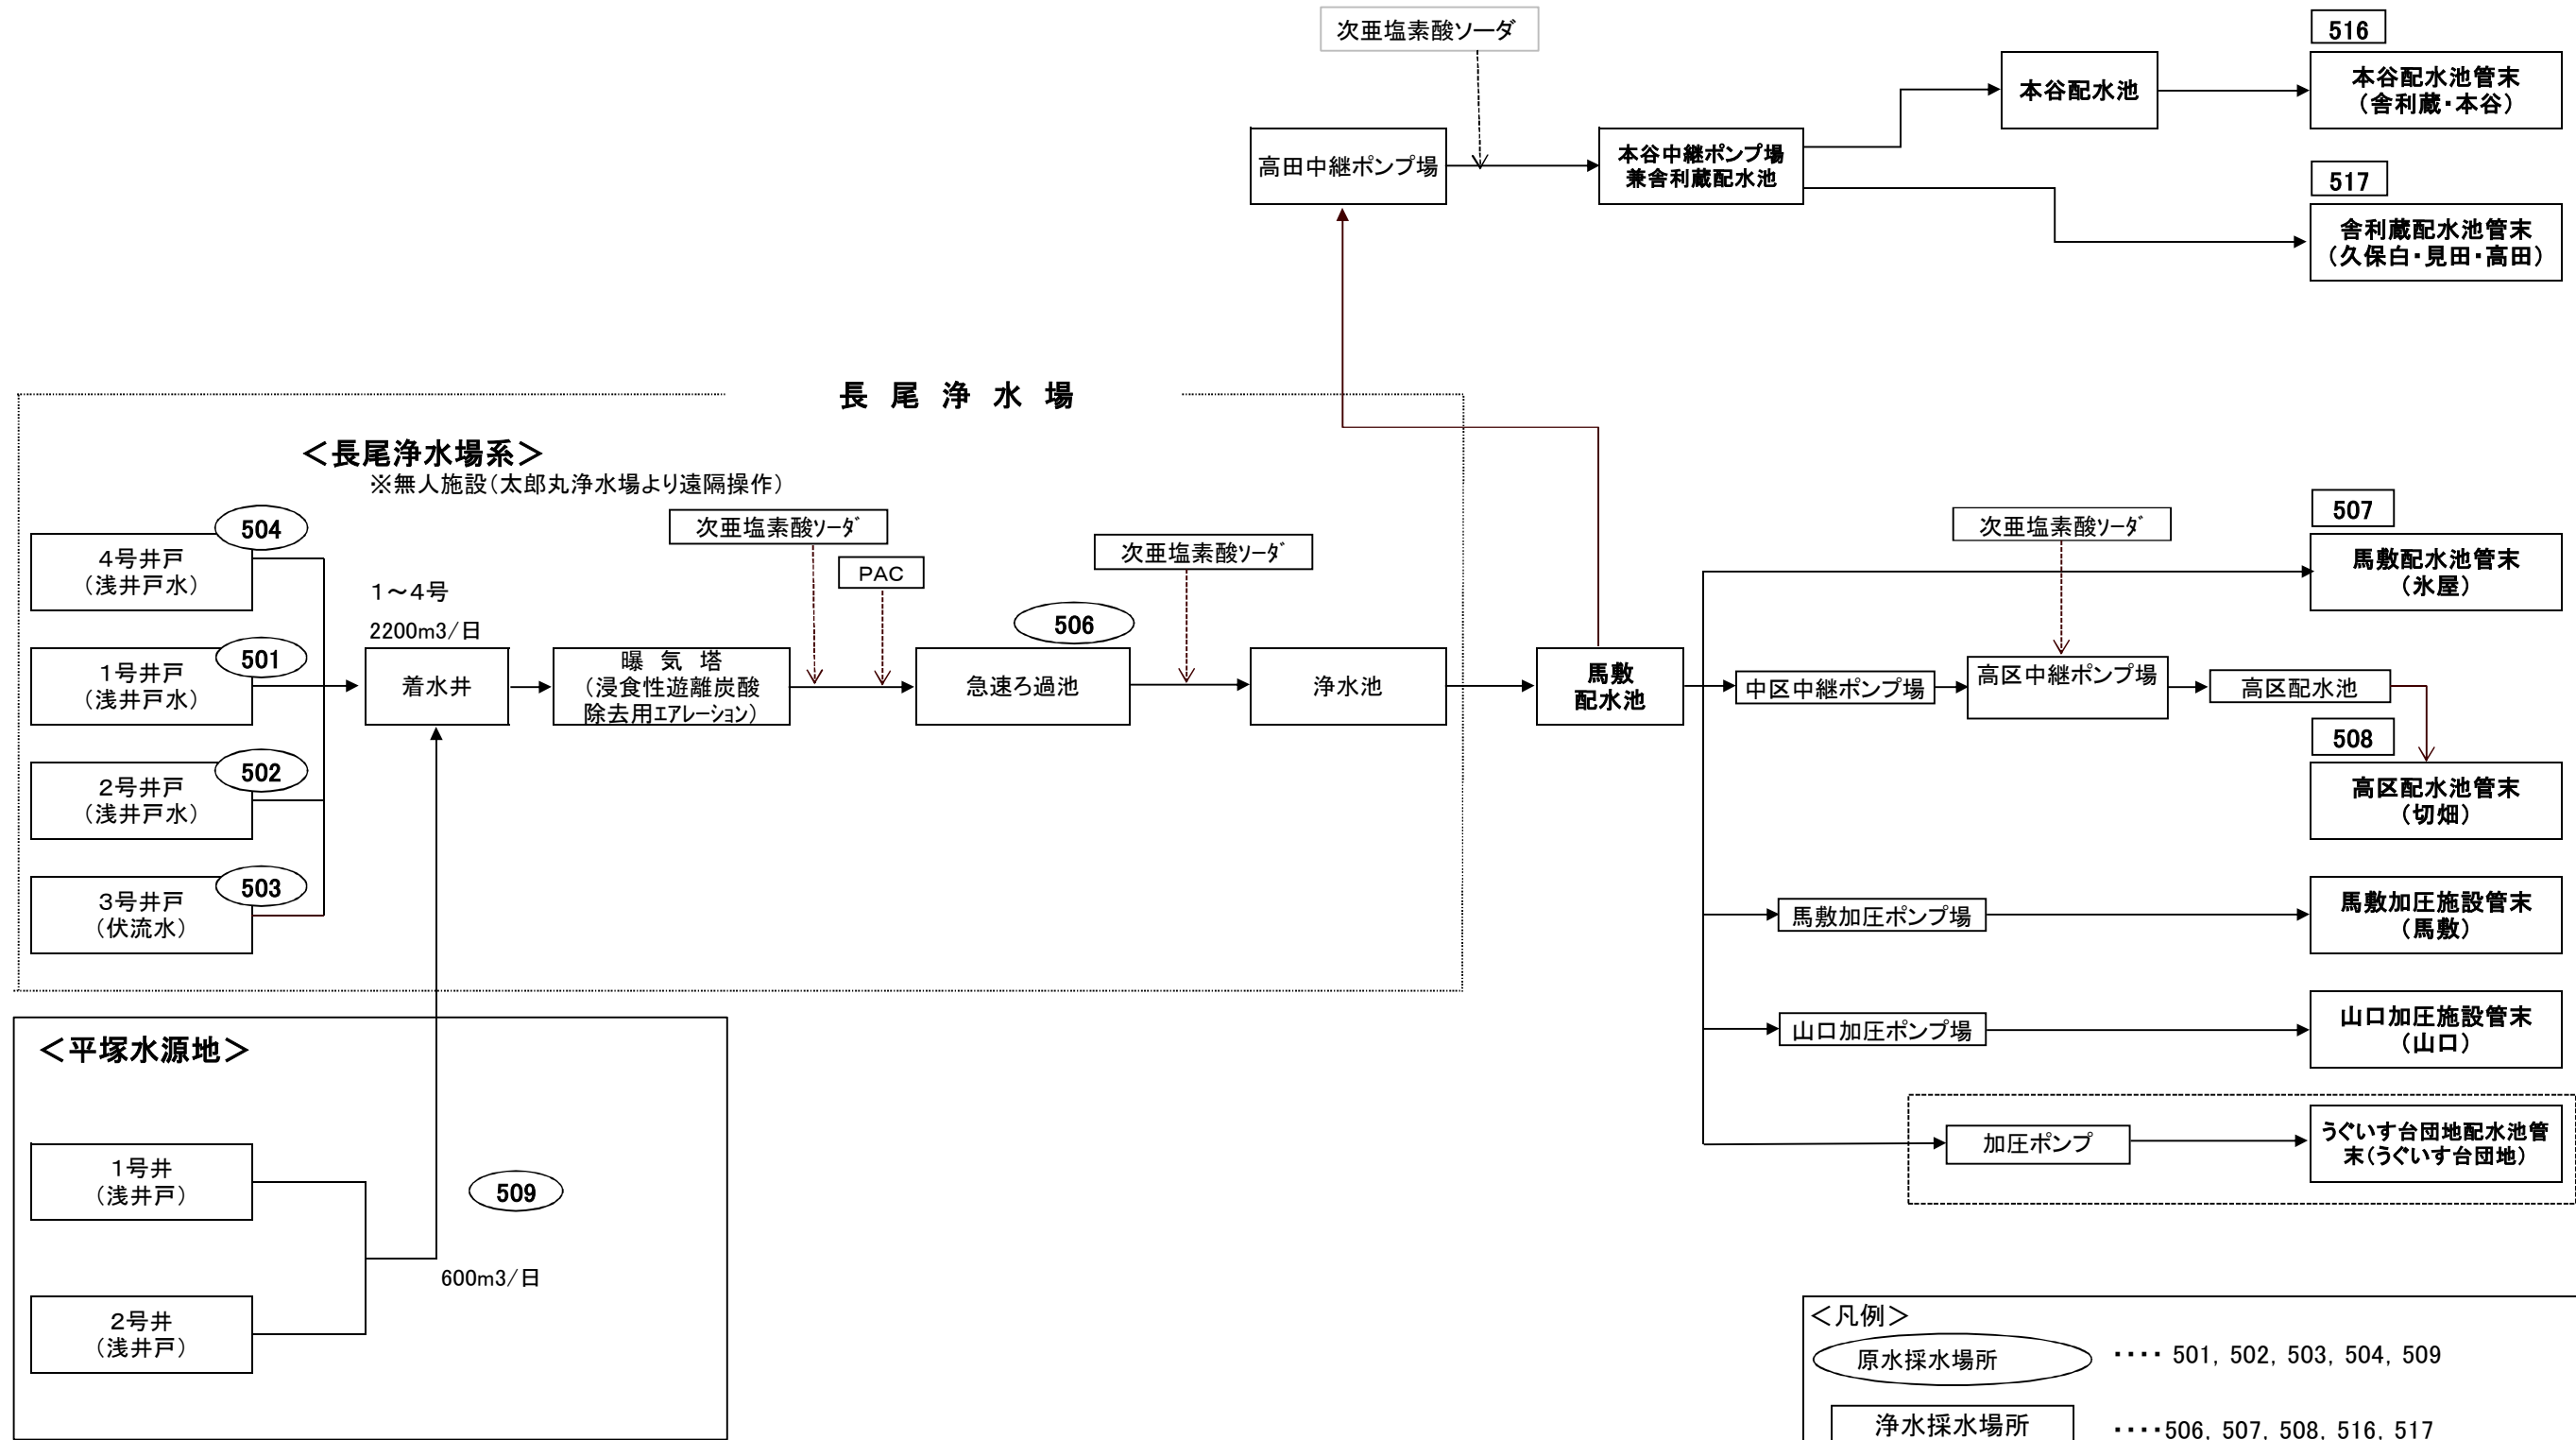 次亜塩素酸ソーダ
516
本谷配水池
本谷配水池管末
（舎利蔵・本谷）
高田中継ポンプ場
本谷中継ポンプ場
兼舎利蔵配水池
517
舎利蔵配水池管末
（久保白・見田・高田）
長 尾 浄 水 場
＜長尾浄水場系＞
※無人施設（太郎丸浄水場より遠隔操作）
504
4号井戸
（浅井戸水）
501
1号井戸
（浅井戸水）
502
2号井戸
（浅井戸水）
503
3号井戸
（伏流水）
1～4号
2200m3/日
着水井
曝 気 塔
（浸食性遊離炭酸
除去用ｴｱﾚｰｼｮﾝ）
次亜塩素酸ｿｰﾀﾞ
PAC
506
急速ろ過池
次亜塩素酸ｿｰﾀﾞ
浄水池
馬敷
配水池
507
馬敷配水池管末
（氷屋）
次亜塩素酸ｿｰﾀﾞ
中区中継ポンプ場
高区中継ポンプ場
高区配水池
508
高区配水池管末
（切畑）
馬敷加圧ポンプ場
馬敷加圧施設管末
（馬敷）
山口加圧ポンプ場
山口加圧施設管末
（山口）
加圧ポンプ
うぐいす台団地配水池管
末（うぐいす台団地）
＜平塚水源地＞
1号井
（浅井戸）
509
600m3/日
2号井
（浅井戸）
＜凡例＞
原水採水場所 ････ 501, 502, 503, 504, 509
浄水採水場所 ････506, 507, 508, 516, 517